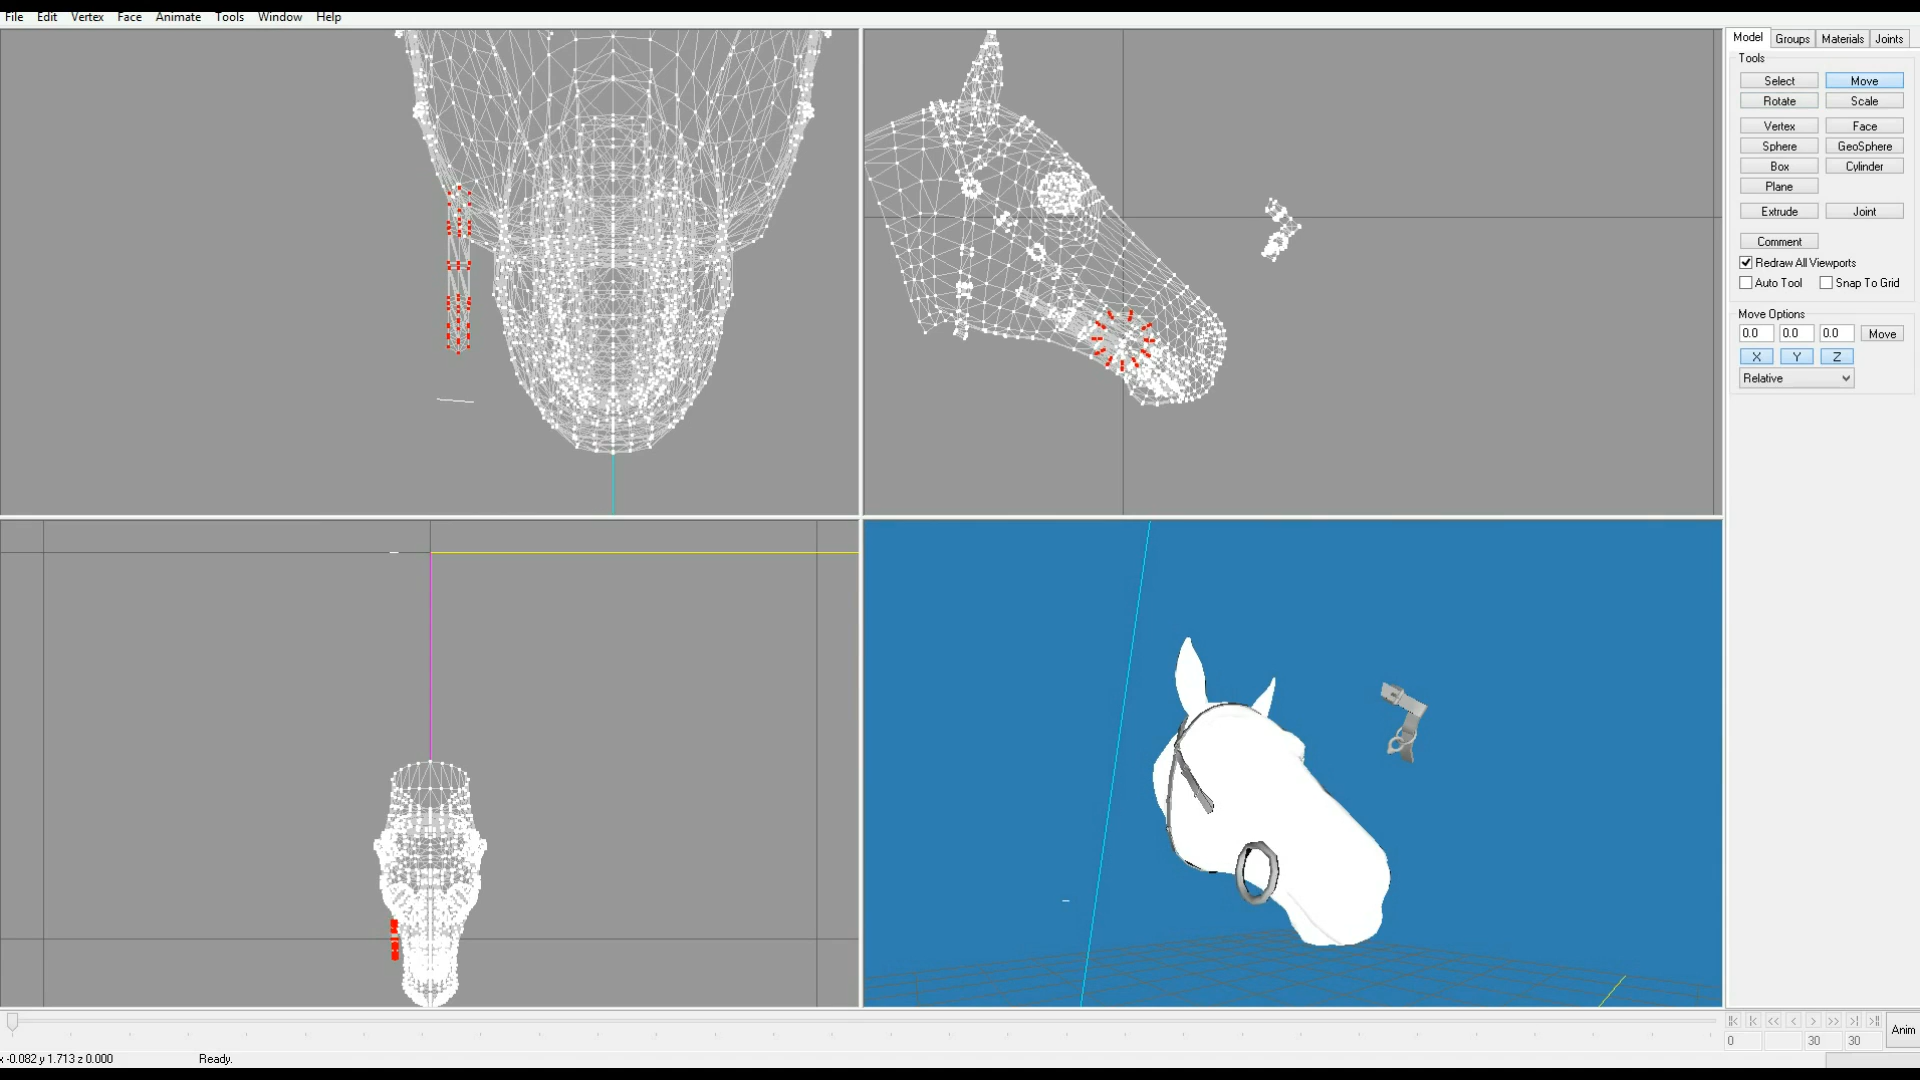 File Edit Vertex Face Animate Tools Window Help
Model Groups Materials Joints
Tools
Select Move
Rotate Scale
Vertex Face
Sphere GeoSphere
Box Cylinder
Plane
Extrude Joint
Comment
Redraw All Viewports
Auto Tool Snap To Grid
Move Options
0.0 0.0 0.0 Move
X Y Z
Relative
|< |< << < > >> >| >|
Anim
0 30 30
x -0.082 y 1.713 z 0.000 Ready.